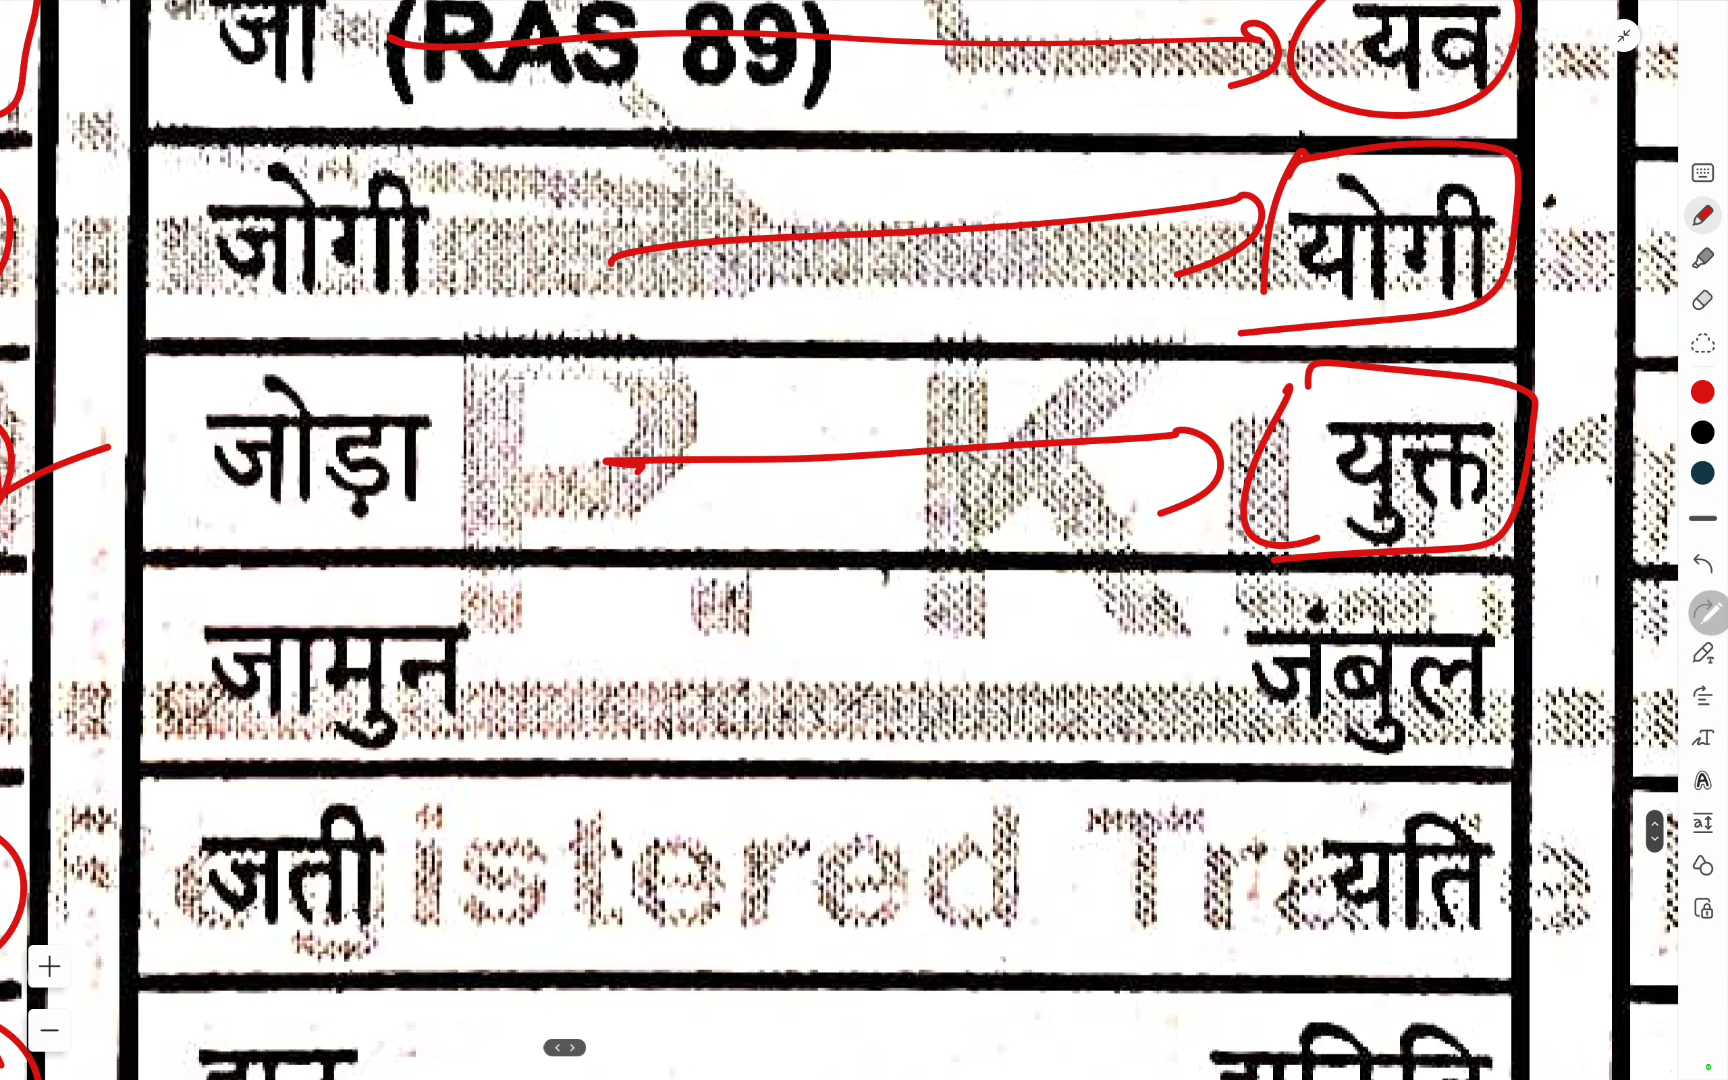 जौ (RAS 89) यव
जोगी योगी
जोड़ा युक्त
जामुन जंबुल
जती यति